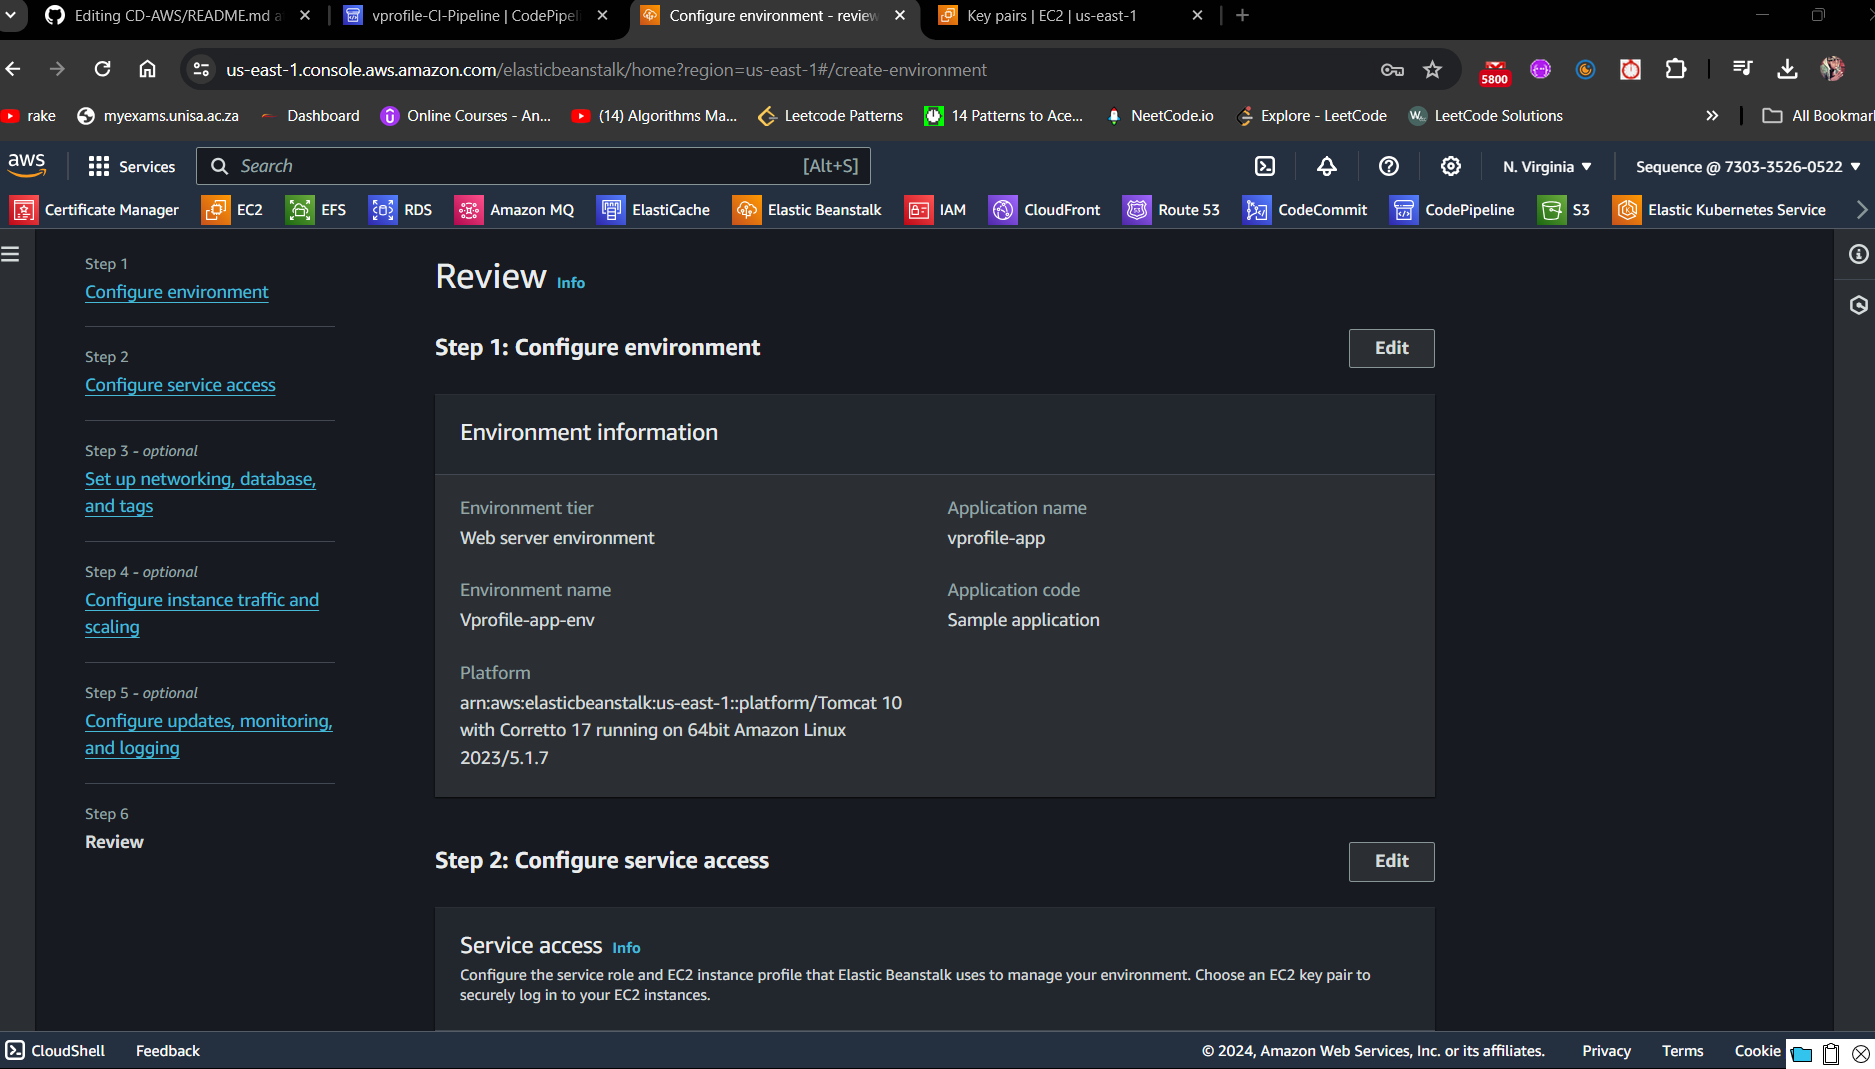 Editing CD-AWS/README.md a
vprofile-CI-Pipeline | CodePipel
Configure environment - review
Key pairs | EC2 | us-east-1
us-east-1.console.aws.amazon.com/elasticbeanstalk/home?region=us-east-1#/create-environment
5800
rake
myexams.unisa.ac.za
Dashboard
Online Courses - An...
(14) Algorithms Ma...
Leetcode Patterns
14 Patterns to Ace...
NeetCode.io
Explore - LeetCode
LeetCode Solutions
»
All Bookmar
aws
Services
Search
[Alt+S]
N. Virginia
Sequence @ 7303-3526-0522
Certificate Manager
EC2
EFS
RDS
Amazon MQ
ElastiCache
Elastic Beanstalk
IAM
CloudFront
Route 53
CodeCommit
CodePipeline
S3
Elastic Kubernetes Service
Step 1
Configure environment
Step 2
Configure service access
Step 3 - optional
Set up networking, database,
and tags
Step 4 - optional
Configure instance traffic and
scaling
Step 5 - optional
Configure updates, monitoring,
and logging
Step 6
Review
Review Info
Step 1: Configure environment
Edit
Environment information
Environment tier
Web server environment
Application name
vprofile-app
Environment name
Vprofile-app-env
Application code
Sample application
Platform
arn:aws:elasticbeanstalk:us-east-1::platform/Tomcat 10
with Corretto 17 running on 64bit Amazon Linux
2023/5.1.7
Step 2: Configure service access
Edit
Service access Info
Configure the service role and EC2 instance profile that Elastic Beanstalk uses to manage your environment. Choose an EC2 key pair to
securely log in to your EC2 instances.
CloudShell
Feedback
© 2024, Amazon Web Services, Inc. or its affiliates.
Privacy
Terms
Cookie